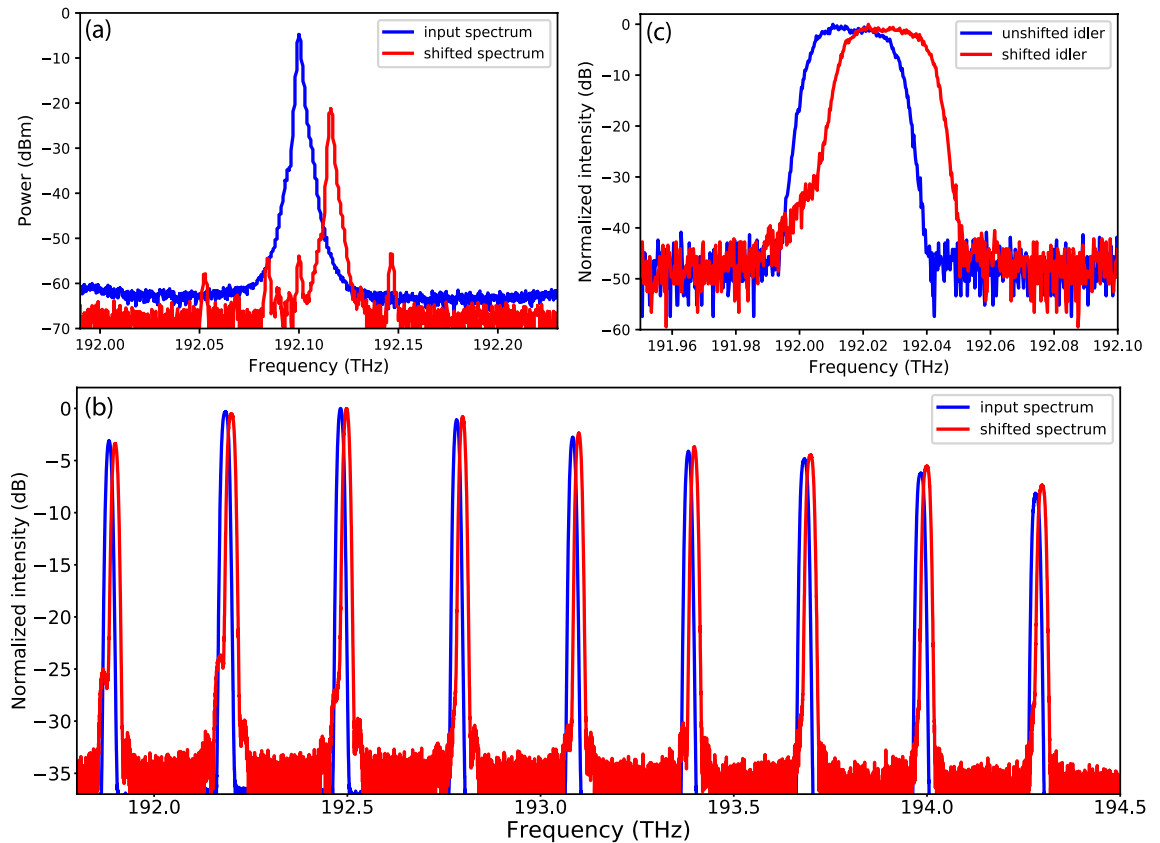 (a)
input spectrum
shifted spectrum
0
−10
−20
−30
−40
−50
−60
−70
Power (dBm)
192.00
192.05
192.10
192.15
192.20
Frequency (THz)
(c)
unshifted idler
shifted idler
0
−10
−20
−30
−40
−50
−60
Normalized intensity (dB)
191.96
191.98
192.00
192.02
192.04
192.06
192.08
192.10
Frequency (THz)
(b)
input spectrum
shifted spectrum
0
−5
−10
−15
−20
−25
−30
−35
Normalized intensity (dB)
192.0
192.5
193.0
193.5
194.0
194.5
Frequency (THz)